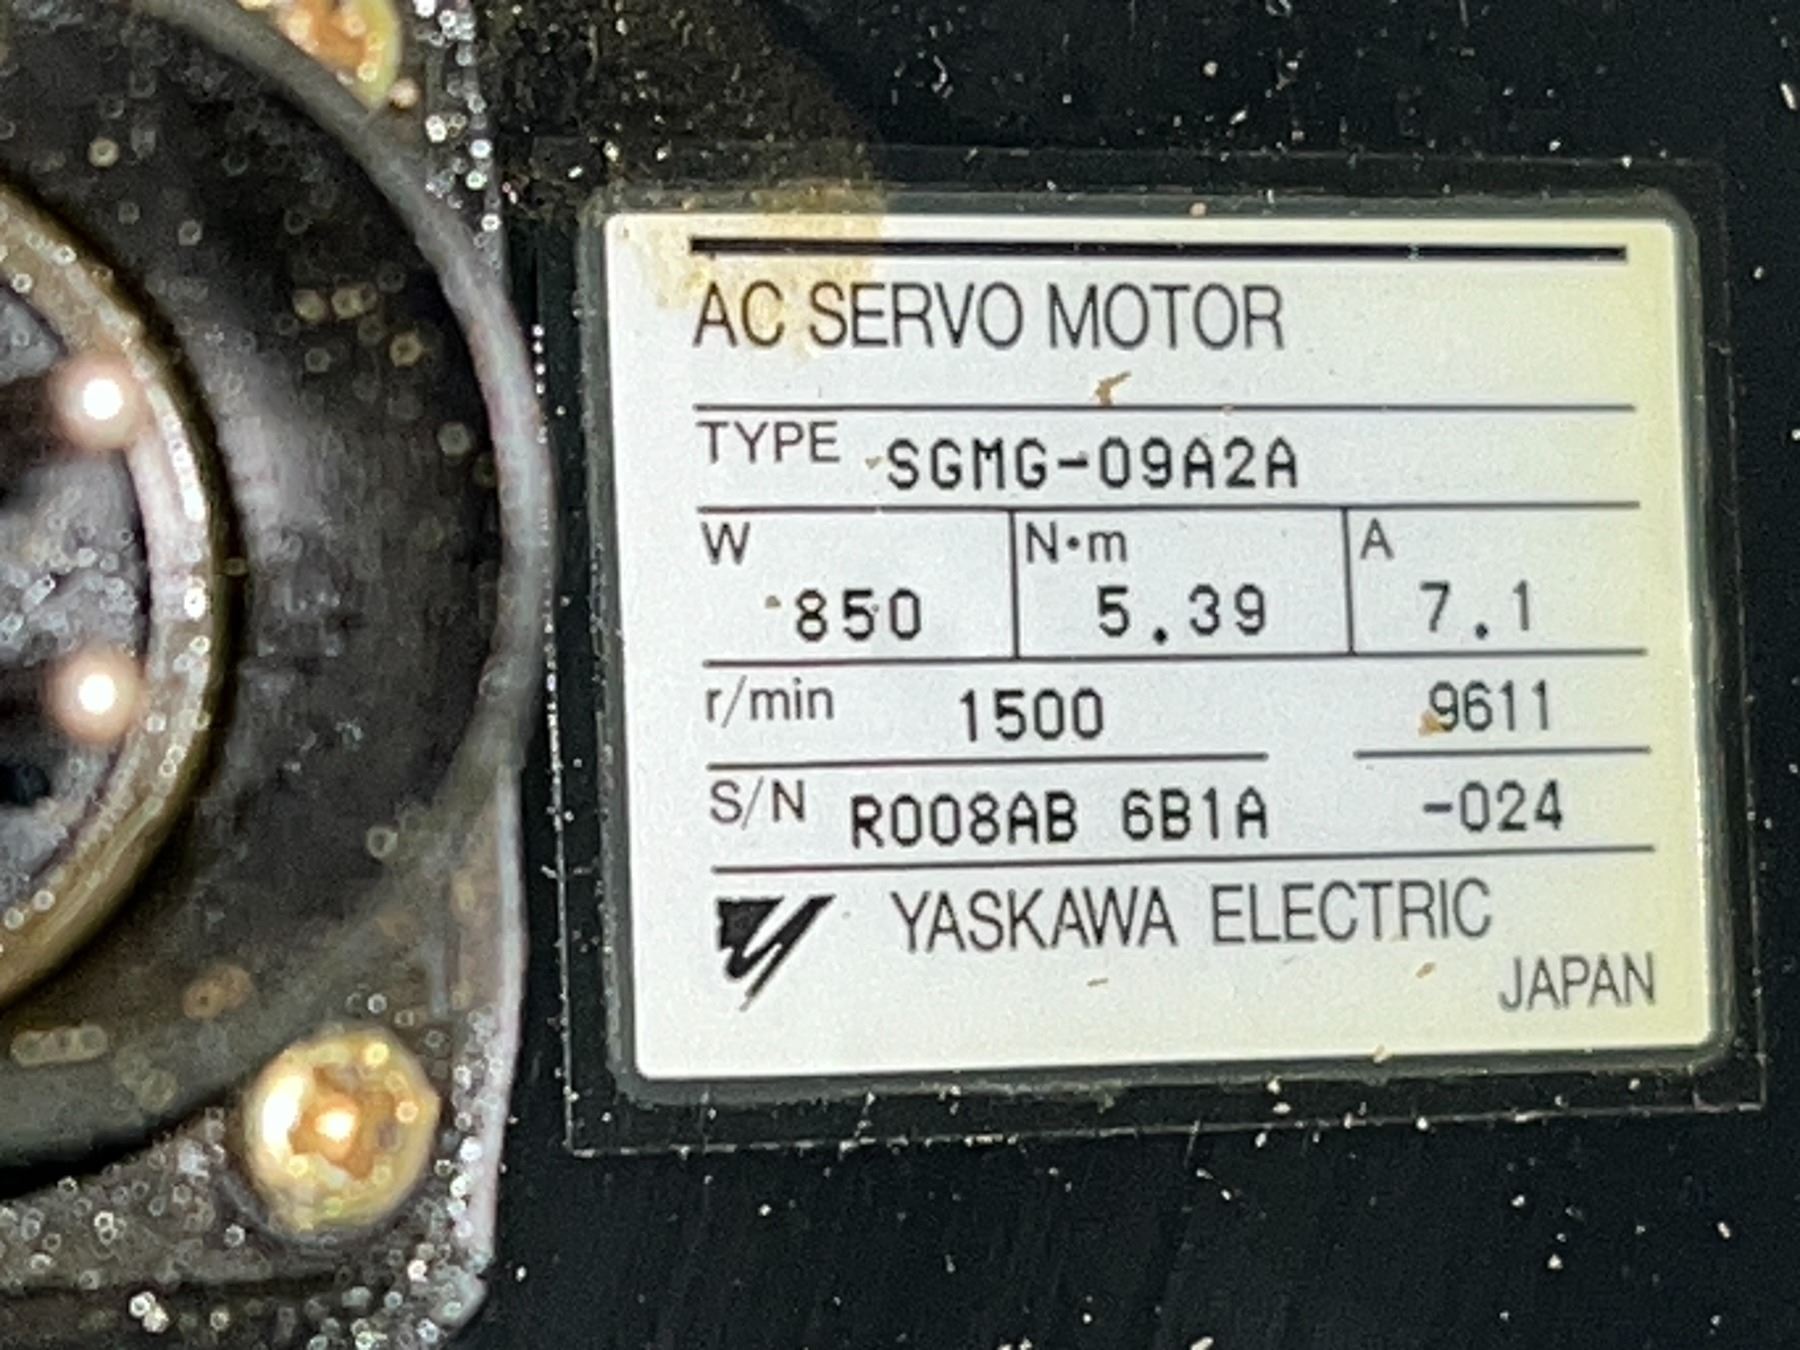 AC SERVO MOTOR
TYPE SGMG-09A2A
W 850 N·m 5.39 A 7.1
r/min 1500 9611
S/N R008AB 6B1A -024
YASKAWA ELECTRIC
JAPAN